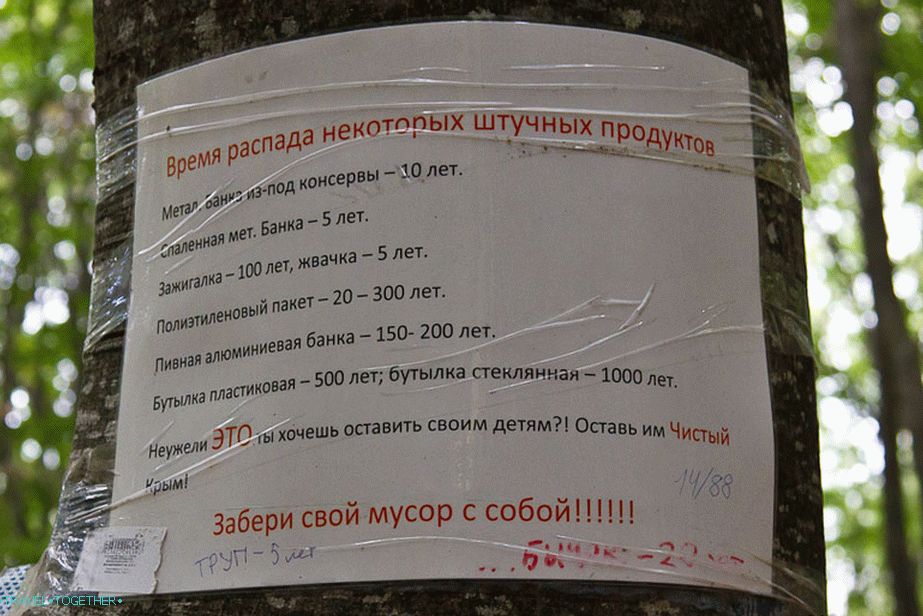 Время распада некоторых штучных продуктов
Метал. банка из-под консервы – 10 лет.
Спаленная мет. Банка – 5 лет.
Зажигалка – 100 лет, жвачка – 5 лет.
Полиэтиленовый пакет – 20 – 300 лет.
Пивная алюминиевая банка – 150- 200 лет.
Бутылка пластиковая – 500 лет; бутылка стеклянная – 1000 лет.
Неужели ЭТО ты хочешь оставить своим детям?! Оставь им Чистый
Крым!
14/88
Забери свой мусор с собой!!!!!!
ТРУП – 5 лет
... – 20 лет